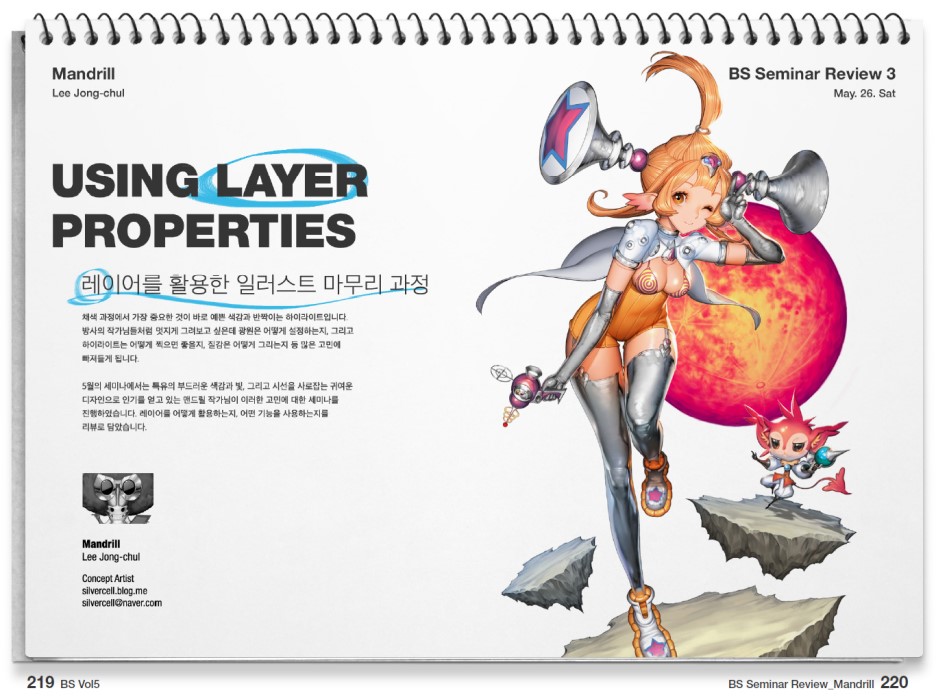 Mandrill
Lee Jong-chul
BS Seminar Review 3
May. 26. Sat
USING LAYER
PROPERTIES
레이어를 활용한 일러스트 마무리 과정
채색 과정에서 가장 중요한 것이 바로 예쁜 색감과 반짝이는 하이라이트입니다.
방사의 작가님들처럼 멋지게 그려보고 싶은데 광원은 어떻게 설정하는지, 그리고
하이라이트는 어떻게 찍으면 좋을지, 질감은 어떻게 그리는지 등 많은 고민에
빠져들게 됩니다.
5월의 세미나에서는 특유의 부드러운 색감과 빛, 그리고 시선을 사로잡는 귀여운
디자인으로 인기를 얻고 있는 맨드릴 작가님이 이러한 고민에 대한 세미나를
진행하였습니다. 레이어를 어떻게 활용하는지, 어떤 기능을 사용하는지를
리뷰로 담았습니다.
Mandrill
Lee Jong-chul
Concept Artist
silvercell.blog.me
silvercell@naver.com
219 BS Vol5
BS Seminar Review_Mandrill 220